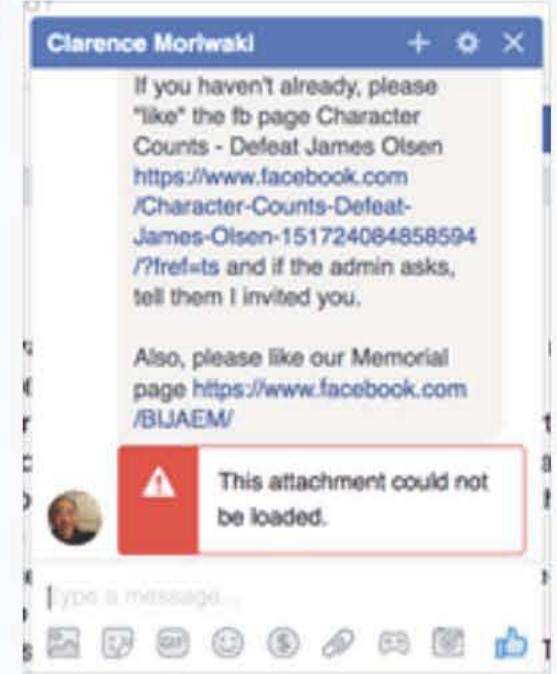 Clarence Moriwaki
If you haven't already, please
"like" the fb page Character
Counts - Defeat James Olsen
https://www.facebook.com
/Character-Counts-Defeat-
James-Olsen-151724084858594
/?fref=ts and if the admin asks,
tell them I invited you.
Also, please like our Memorial
page https://www.facebook.com
/BIJAEM/
This attachment could not
be loaded.
Type a message...
GIF